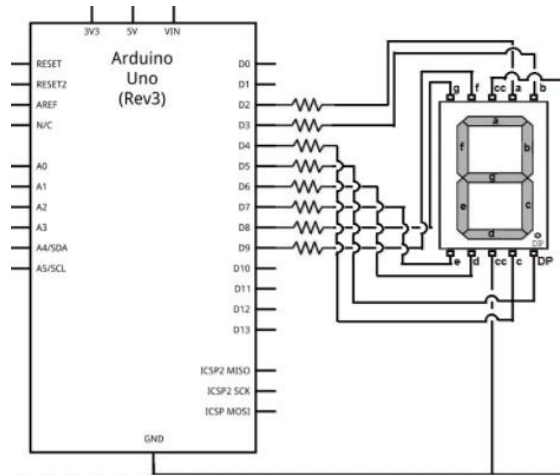 3V3 5V VIN
Arduino
Uno
(Rev3)
RESET
RESET2
AREF
N/C
A0
A1
A2
A3
A4/SDA
A5/SCL
D0
D1
D2
D3
D4
D5
D6
D7
D8
D9
D10
D11
D12
D13
ICSP2 MISO
ICSP2 SCK
ICSP MOSI
GND
g f cc a b
a
f b
g
e c
d
DP
e d cc c DP